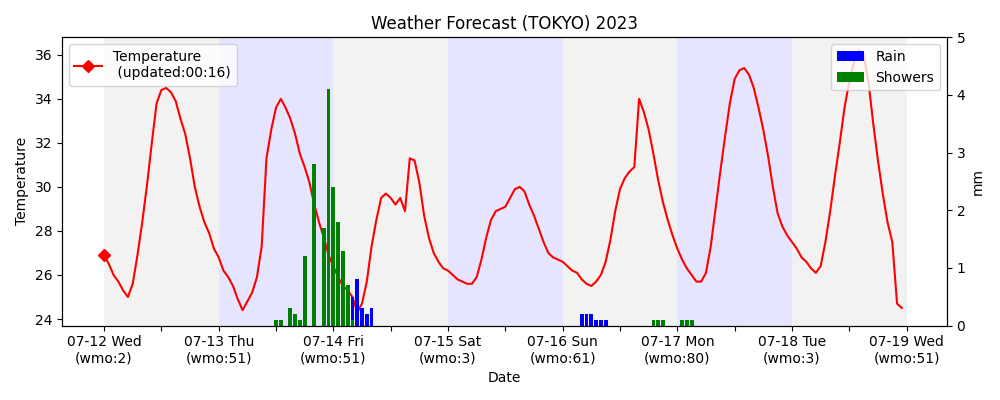 Weather Forecast (TOKYO) 2023
Temperature
(updated:00:16)
Rain
Showers
36
34
32
30
28
26
24
Temperature
5
4
3
2
1
0
mm
07-12 Wed
(wmo:2)
07-13 Thu
(wmo:51)
07-14 Fri
(wmo:51)
07-15 Sat
(wmo:3)
07-16 Sun
(wmo:61)
07-17 Mon
(wmo:80)
07-18 Tue
(wmo:3)
07-19 Wed
(wmo:51)
Date